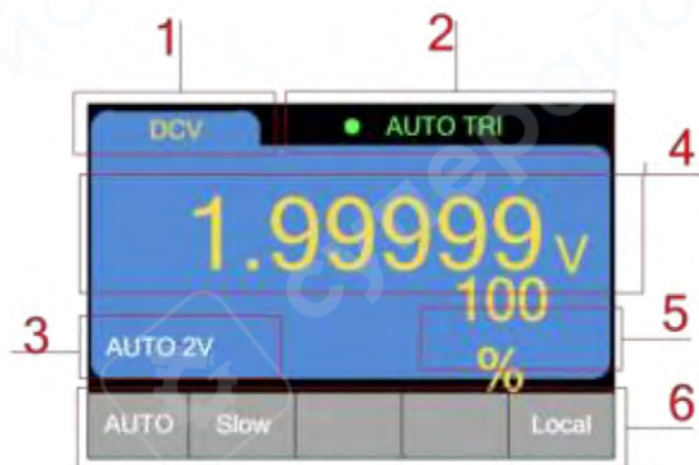 1
2
DCV
AUTO TRI
4
1.99999 V
100
%
5
3
AUTO 2V
6
AUTO
Slow
Local